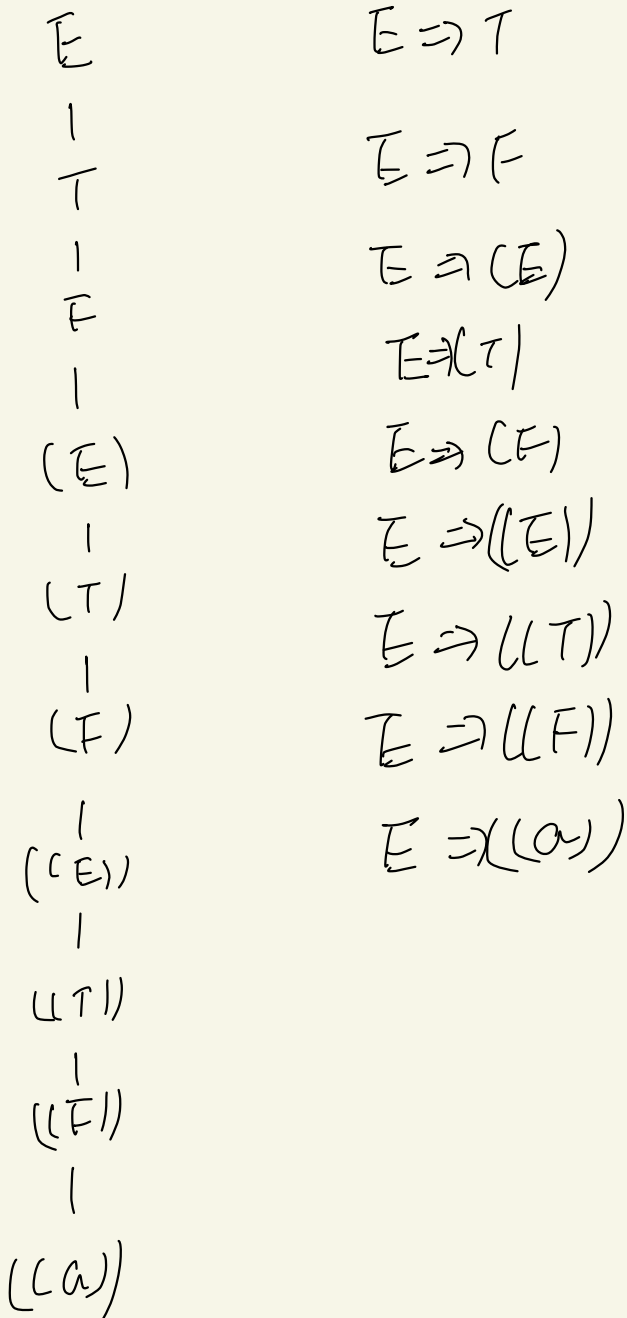 E
|
T
|
F
|
(E)
|
(T)
|
(F)
|
((E))
|
((T))
|
((F))
|
((a))
E ⇒ T
E ⇒ F
E ⇒ (E)
E ⇒ (T)
E ⇒ (F)
E ⇒ ((E))
E ⇒ ((T))
E ⇒ ((F))
E ⇒ ((a))